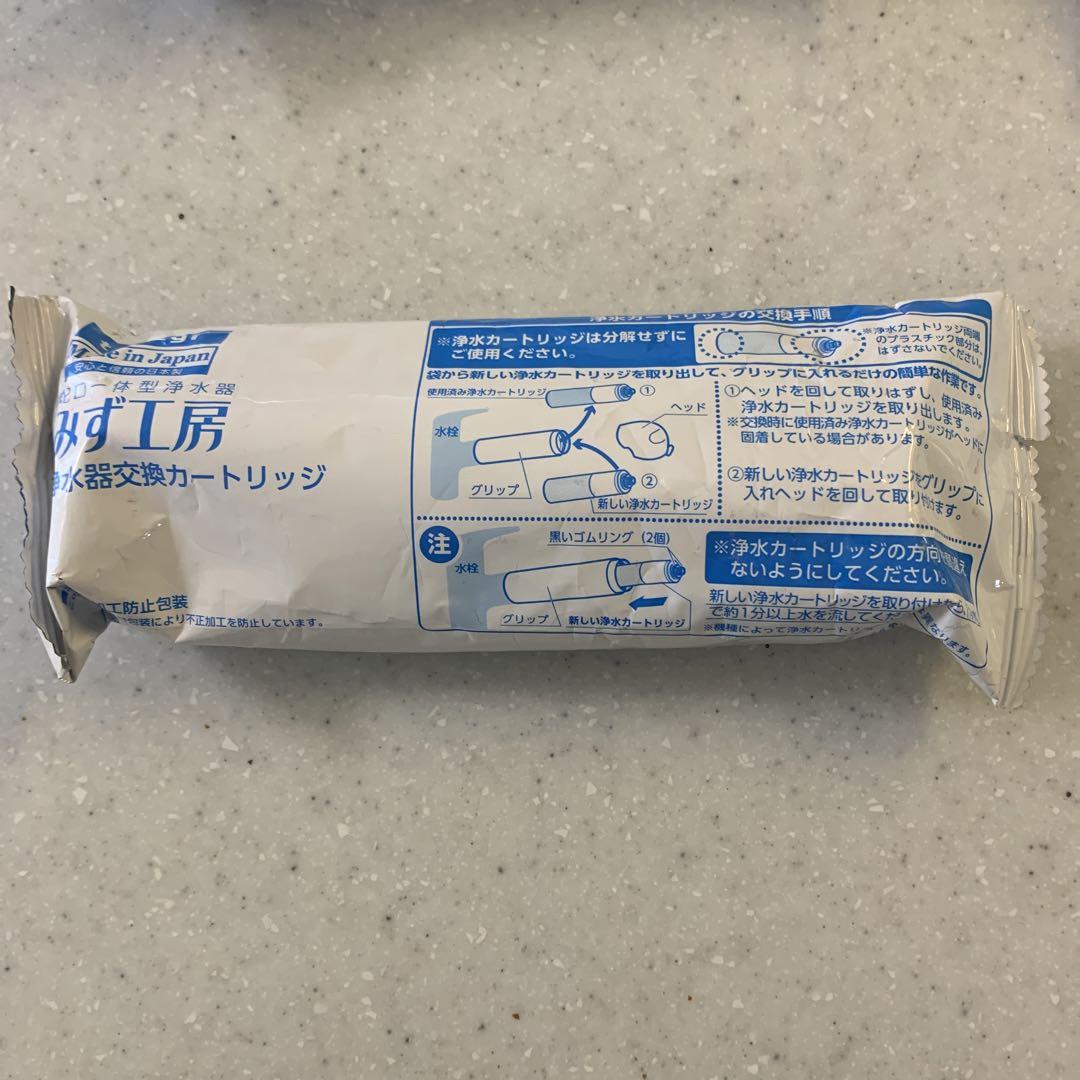 in Japan
安心と信頼の日本製
一体型浄水器
みず工房
浄水器交換カートリッジ
工防止包装
包装により不正加工を防止しています。
浄水カートリッジの交換手順
※浄水カートリッジは分解せずに
ご使用ください。
※浄水カートリッジ両端
のプラスチック部分は、
はずさないでください。
袋から新しい浄水カートリッジを取り出して、グリップに入れるだけの簡単な作業です。
使用済み浄水カートリッジ
①
ヘッド
水栓
グリップ
②
新しい浄水カートリッジ
①ヘッドを回して取りはずし、使用済み
浄水カートリッジを取り出します。
※交換時に使用済み浄水カートリッジがヘッドに
固着している場合があります。
②新しい浄水カートリッジをグリップに
入れヘッドを回して取り付けます。
注
黒いゴムリング(2個)
水栓
グリップ
新しい浄水カートリッジ
※浄水カートリッジの方向
ないようにしてください。
新しい浄水カートリッジを取り付けたら
で約1分以上水を流してくだ
※機種によって浄水カートリッ
異なります。